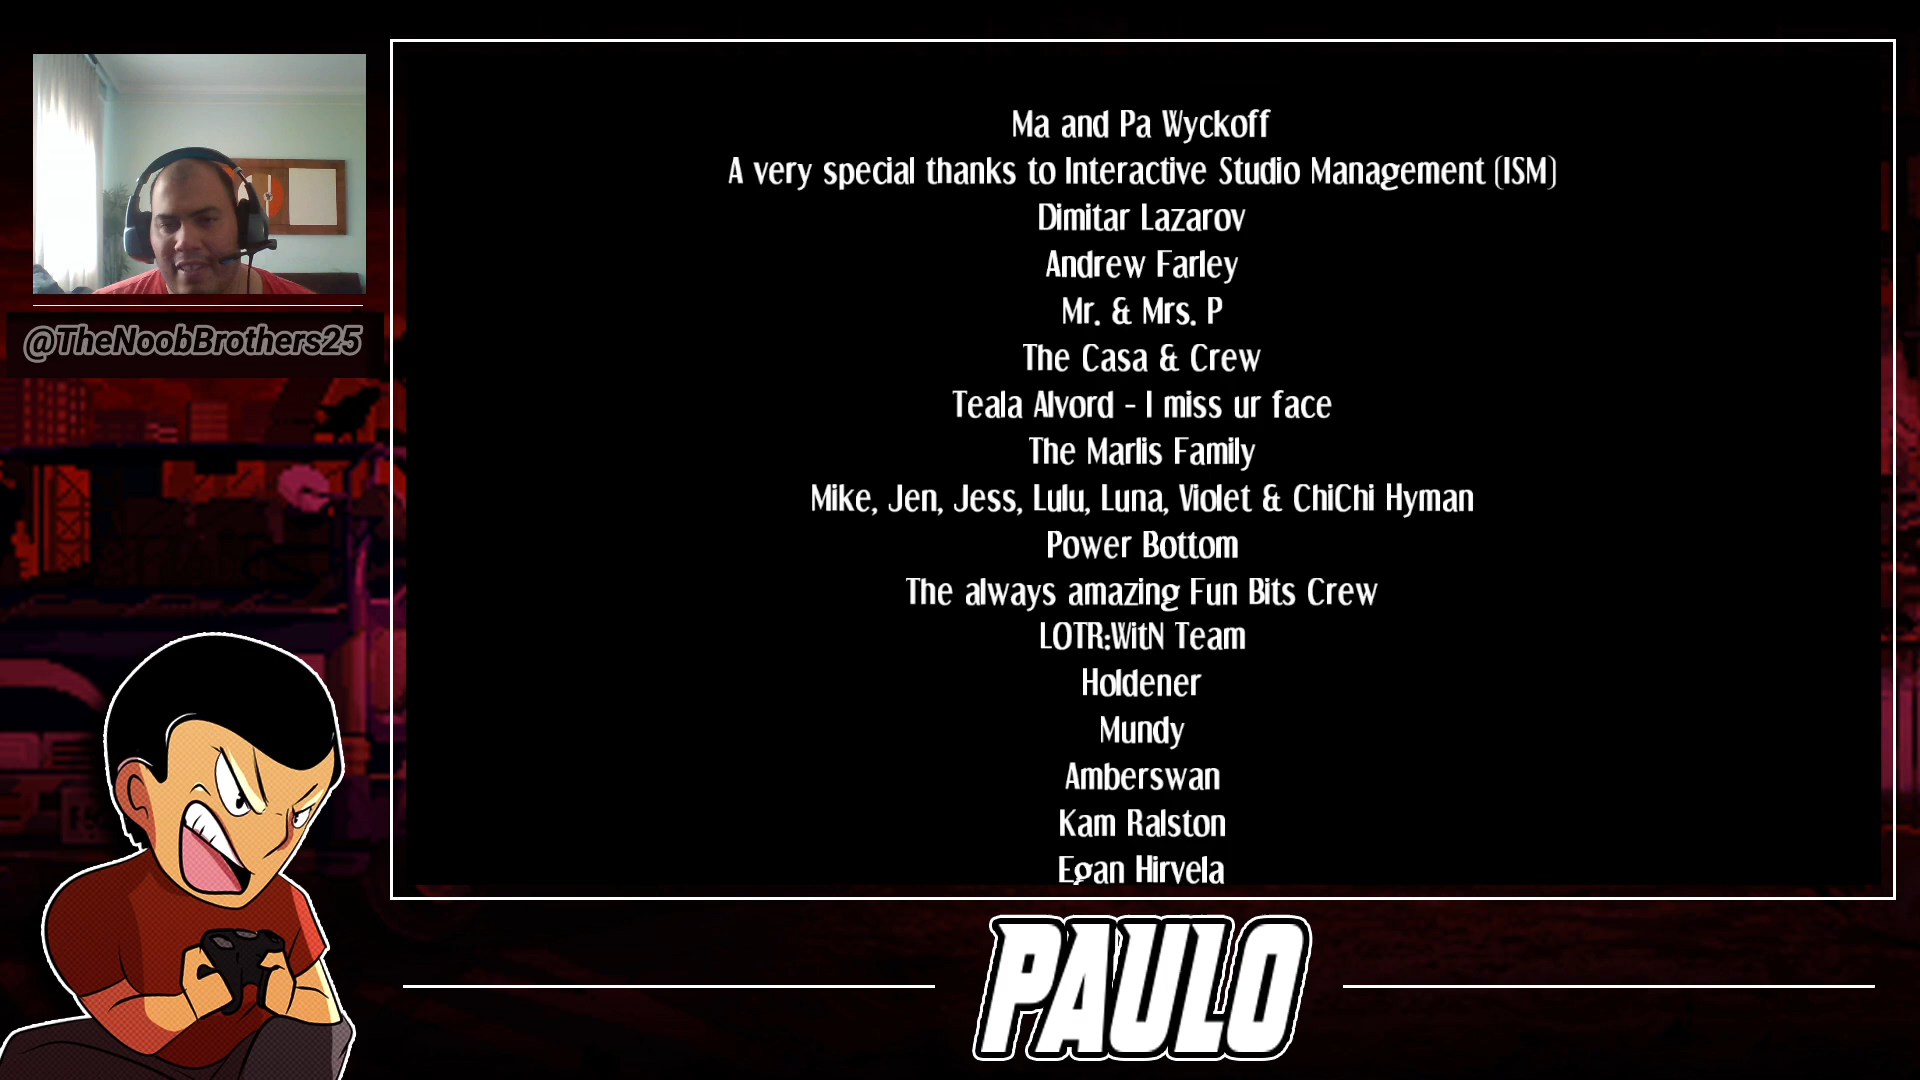 @TheNoobBrothers25
Ma and Pa Wyckoff
A very special thanks to Interactive Studio Management (ISM)
Dimitar Lazarov
Andrew Farley
Mr. & Mrs. P
The Casa & Crew
Teala Alvord - I miss ur face
The Marlis Family
Mike, Jen, Jess, Lulu, Luna, Violet & ChiChi Hyman
Power Bottom
The always amazing Fun Bits Crew
LOTR:WitN Team
Holdener
Mundy
Amberswan
Kam Ralston
Egan Hirvela
PAULO